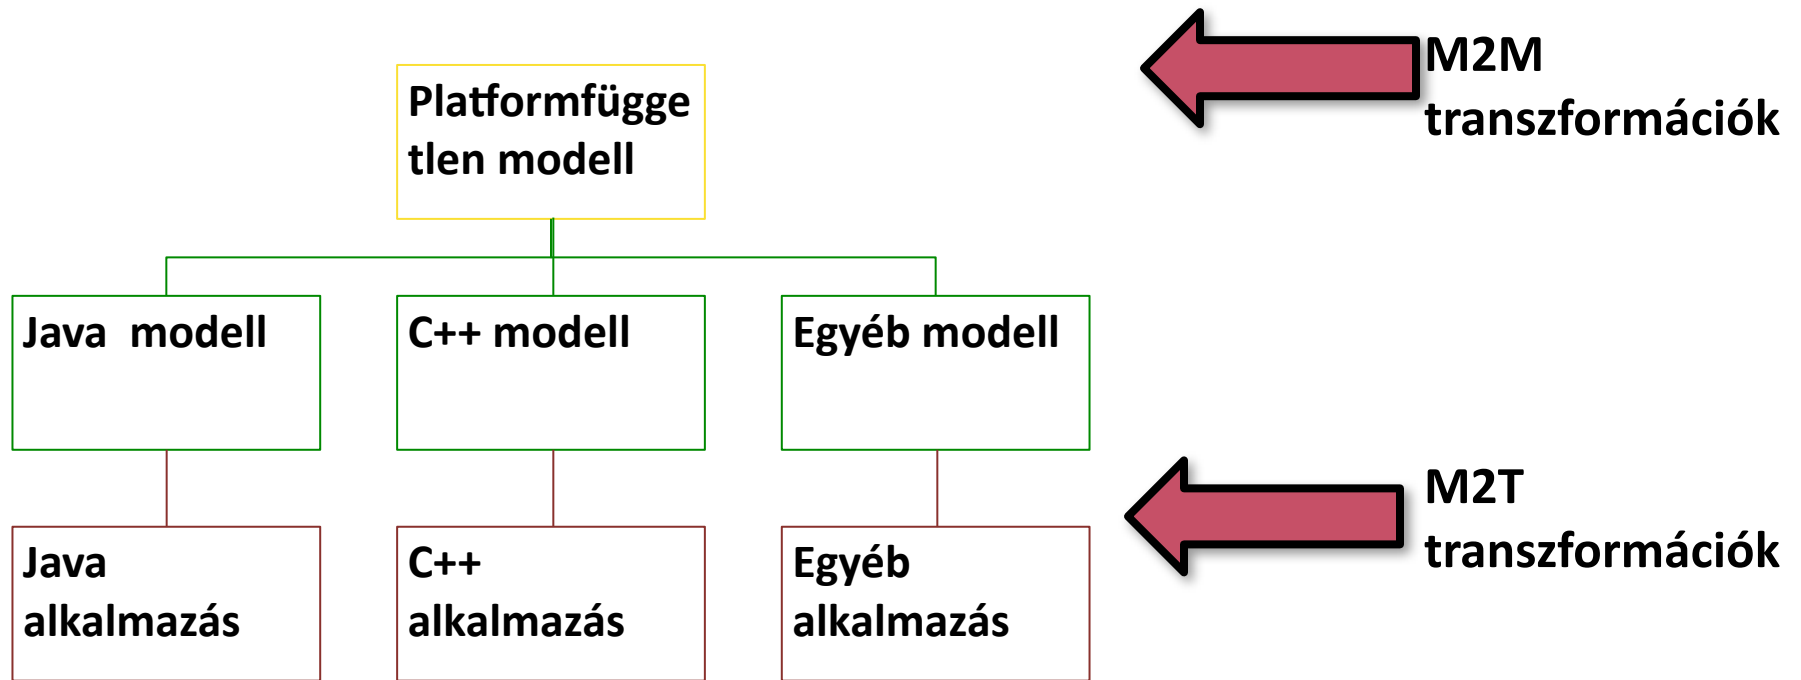 Platformfügge
tlen modell
M2M
transzformációk
Java  modell
C++ modell
Egyéb modell
M2T
transzformációk
Java
alkalmazás
C++
alkalmazás
Egyéb
alkalmazás